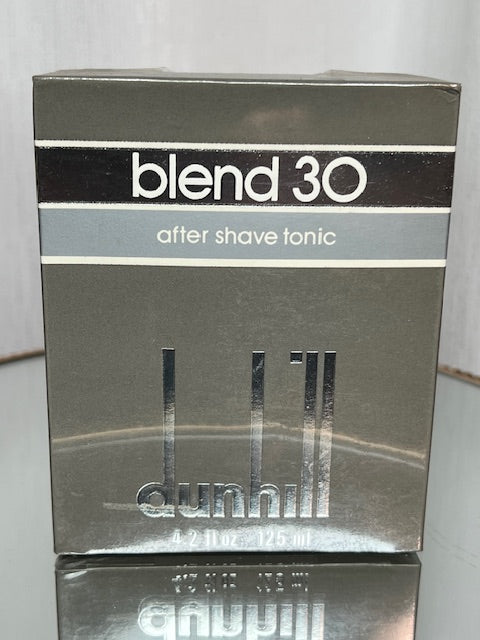 blend 30
after shave tonic
dunhill
4.2 fl oz 125 ml